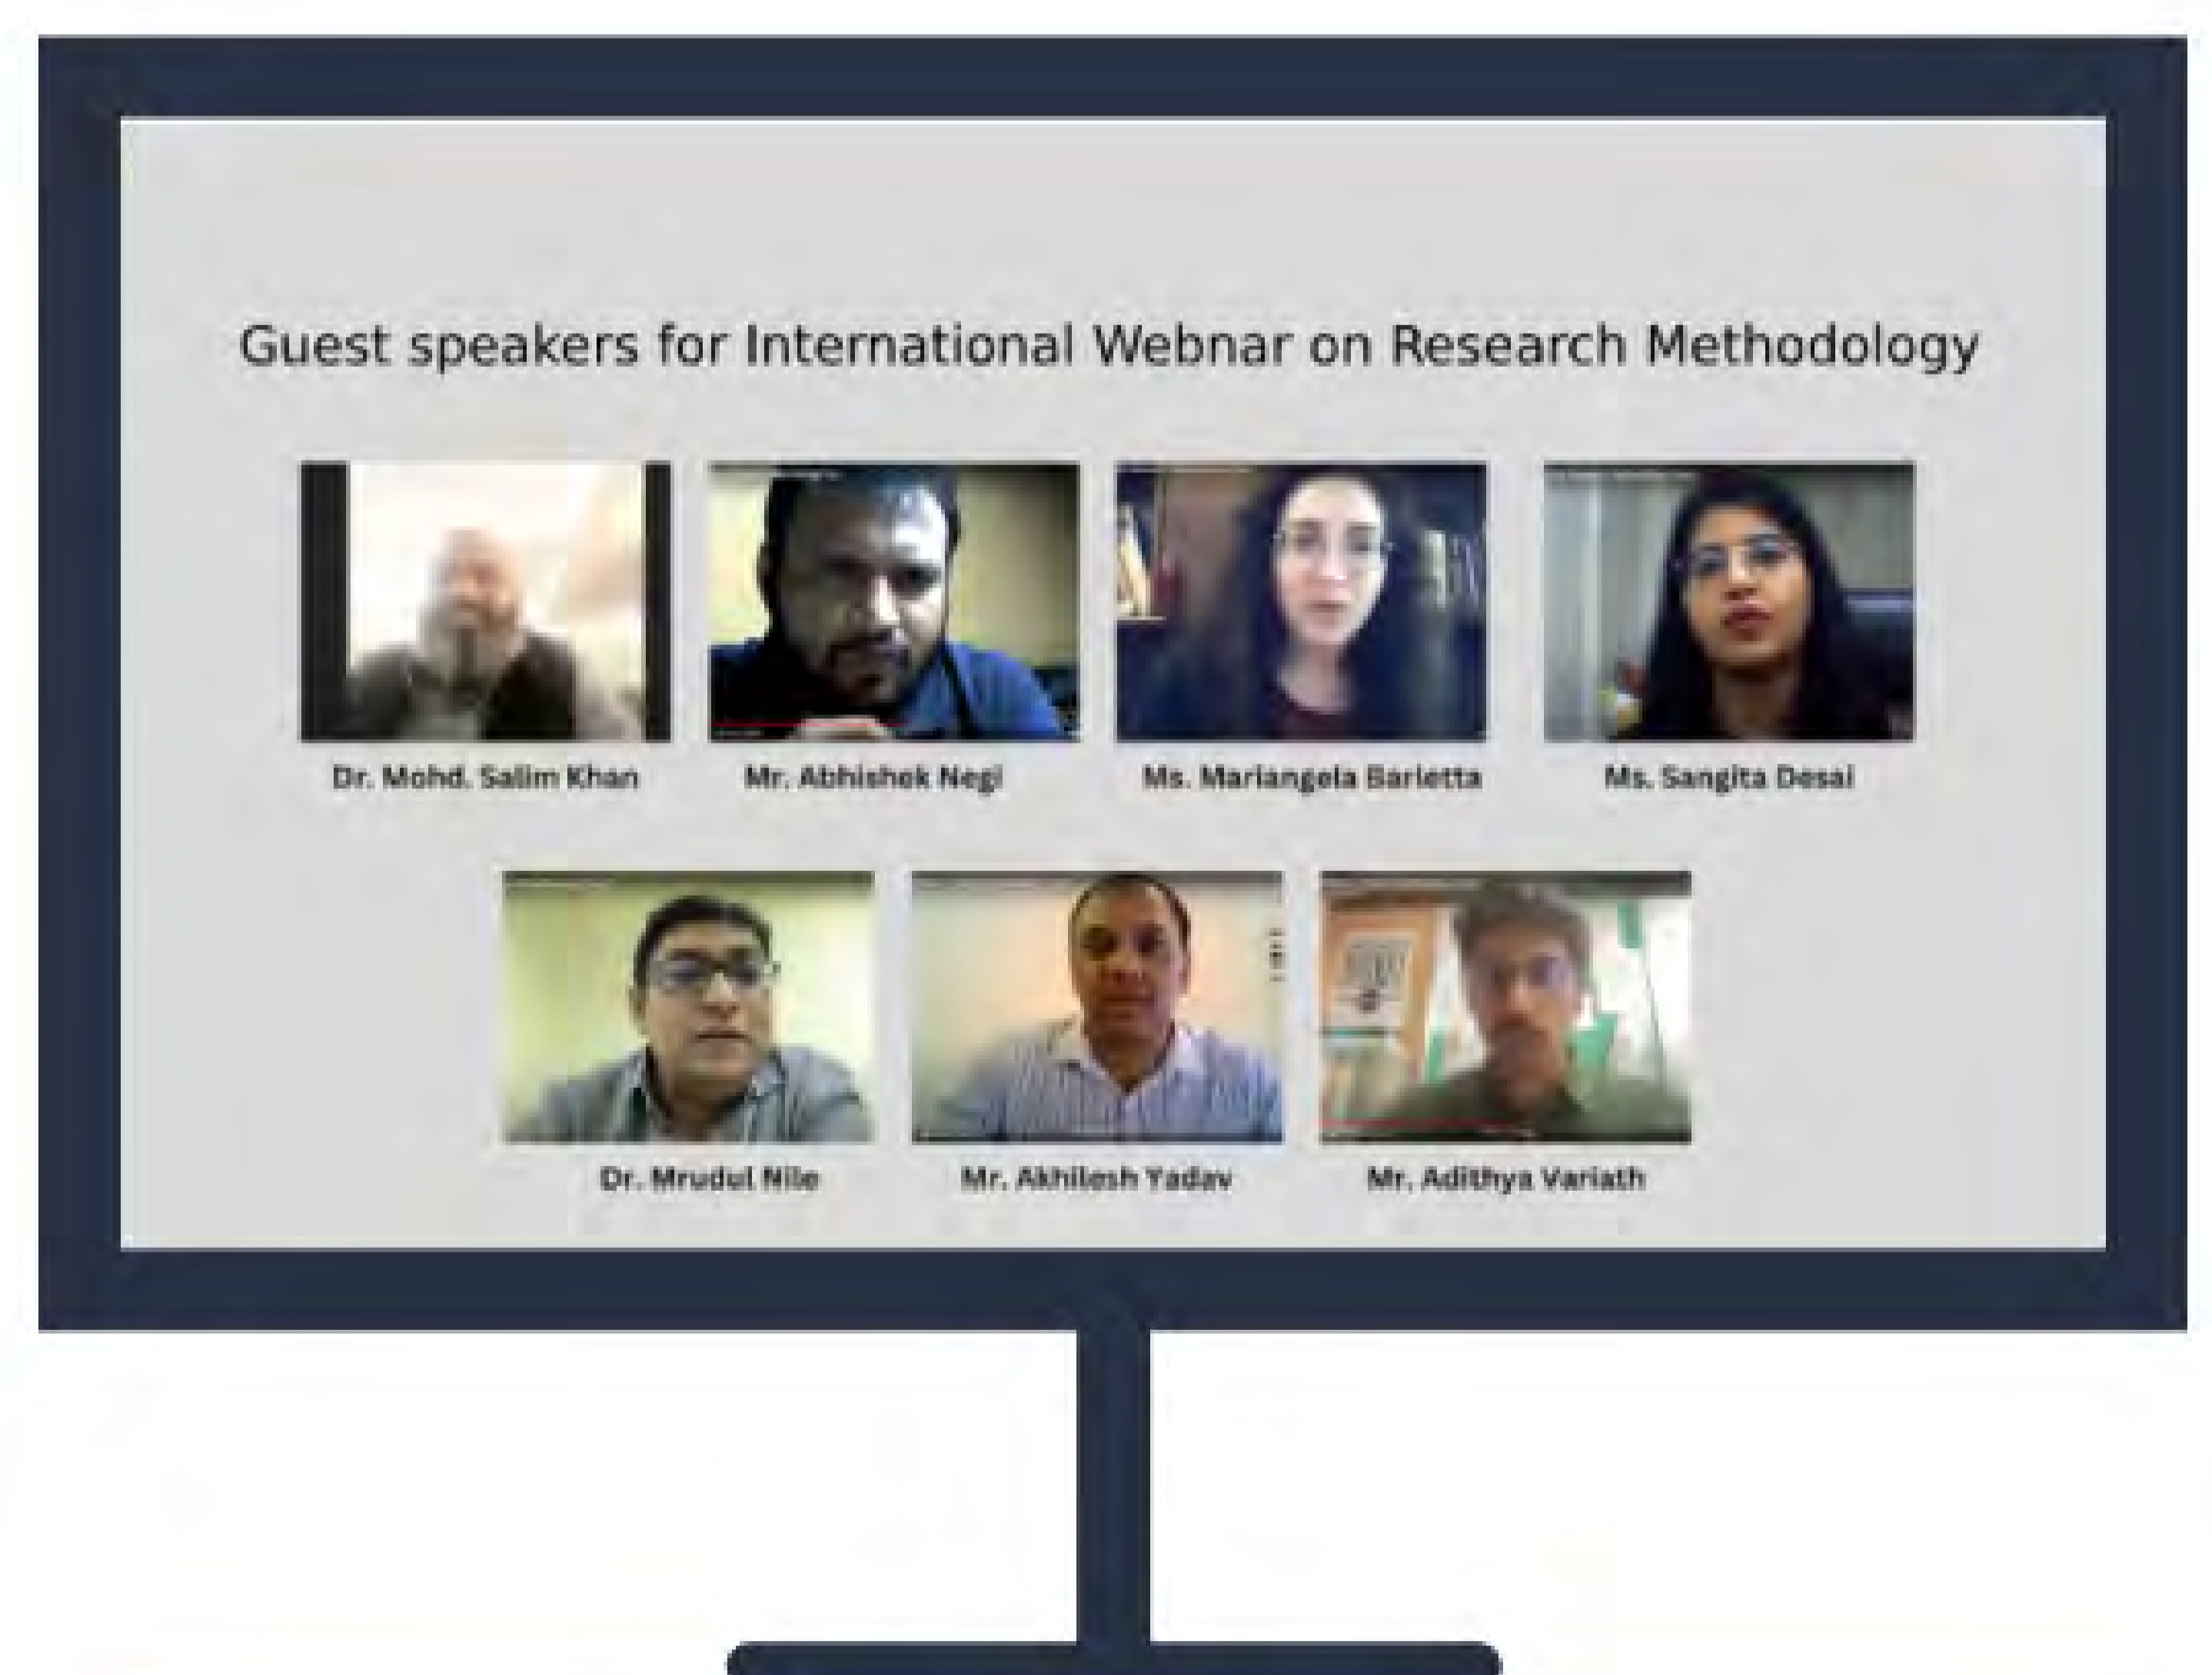 Guest speakers for International Webnar on Research Methodology
Dr. Mohd. Salim Khan
Mr. Abhishek Negi
Ms. Mariangela Barletta
Ms. Sangita Desai
Dr. Mrudul Nile
Mr. Akhilesh Yadav
Mr. Adithya Variath